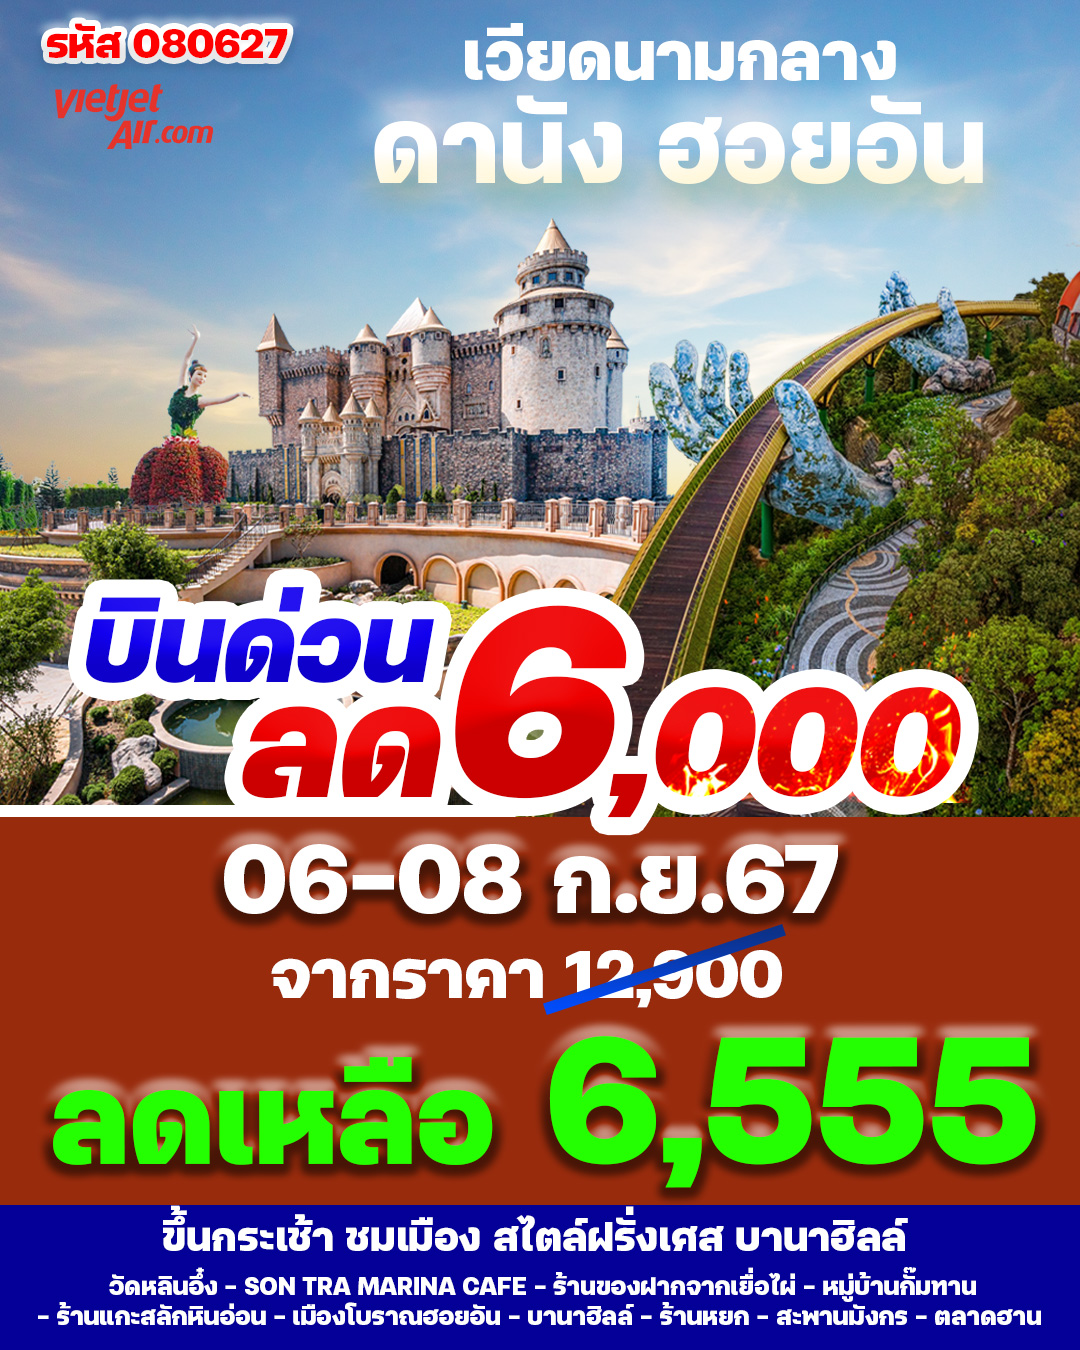 รหัส 080627
vietjet
Air.com
เวียดนามกลาง
ดานัง ฮอยอัน
บินด่วน
ลด 6,000
06-08 ก.ย.67
จากราคา 12,900
ลดเหลือ 6,555
ขึ้นกระเช้า ชมเมือง สไตล์ฝรั่งเศส บานาฮิลล์
วัดหลินอึ๋ง - SON TRA MARINA CAFE - ร้านของฝากจากเยื่อไผ่ - หมู่บ้านกั๊มทาน
- ร้านแกะสลักหินอ่อน - เมืองโบราณฮอยอัน - บานาฮิลล์ - ร้านหยก - สะพานมังกร - ตลาดฮาน